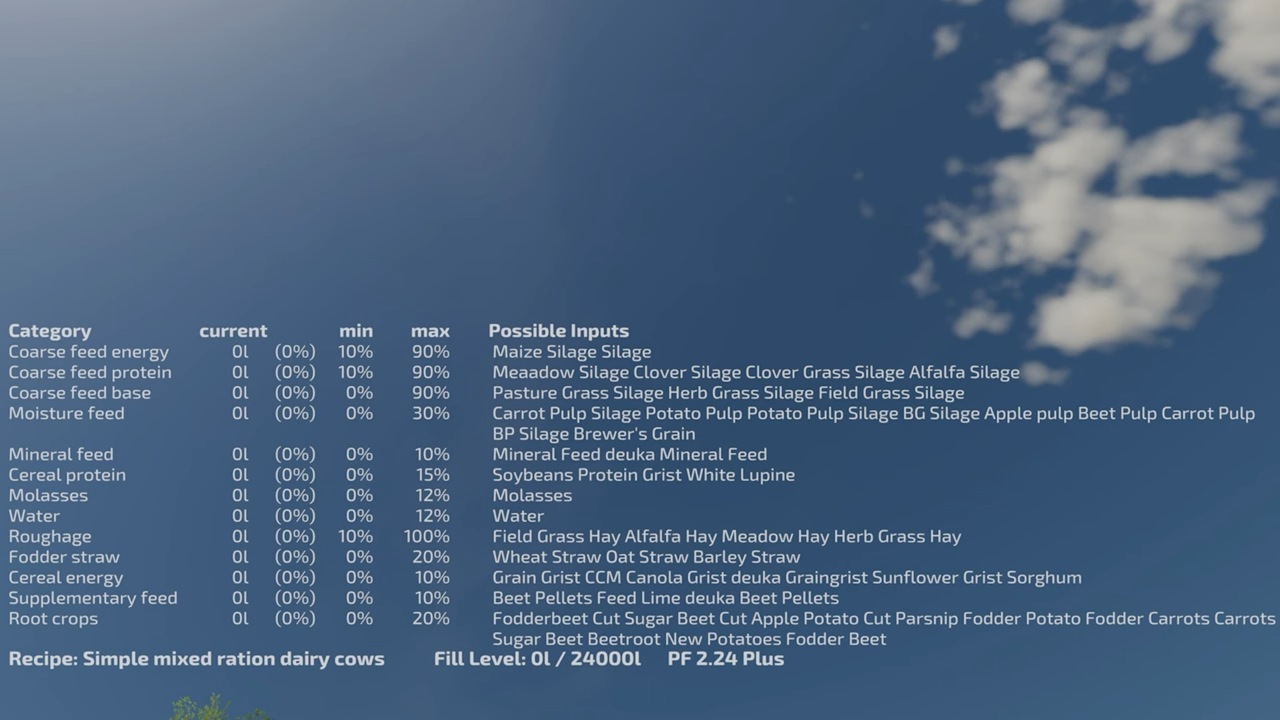 Category current min max Possible Inputs
Coarse feed energy 0l (0%) 10% 90% Maize Silage Silage
Coarse feed protein 0l (0%) 10% 90% Meaadow Silage Clover Silage Clover Grass Silage Alfalfa Silage
Coarse feed base 0l (0%) 0% 90% Pasture Grass Silage Herb Grass Silage Field Grass Silage
Moisture feed 0l (0%) 0% 30% Carrot Pulp Silage Potato Pulp Potato Pulp Silage BG Silage Apple pulp Beet Pulp Carrot Pulp
BP Silage Brewer's Grain
Mineral feed 0l (0%) 0% 10% Mineral Feed deuka Mineral Feed
Cereal protein 0l (0%) 0% 15% Soybeans Protein Grist White Lupine
Molasses 0l (0%) 0% 12% Molasses
Water 0l (0%) 0% 12% Water
Roughage 0l (0%) 10% 100% Field Grass Hay Alfalfa Hay Meadow Hay Herb Grass Hay
Fodder straw 0l (0%) 0% 20% Wheat Straw Oat Straw Barley Straw
Cereal energy 0l (0%) 0% 10% Grain Grist CCM Canola Grist deuka Graingrist Sunflower Grist Sorghum
Supplementary feed 0l (0%) 0% 10% Beet Pellets Feed Lime deuka Beet Pellets
Root crops 0l (0%) 0% 20% Fodderbeet Cut Sugar Beet Cut Apple Potato Cut Parsnip Fodder Potato Fodder Carrots Carrots
Sugar Beet Beetroot New Potatoes Fodder Beet
Recipe: Simple mixed ration dairy cows Fill Level: 0l / 24000l PF 2.24 Plus